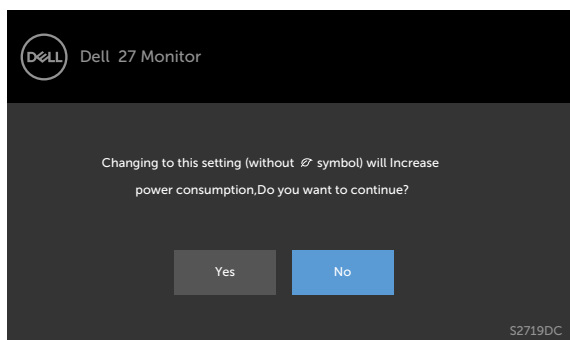 DELL Dell 27 Monitor
Changing to this setting (without symbol) will Increase
power consumption,Do you want to continue?
Yes No
S2719DC